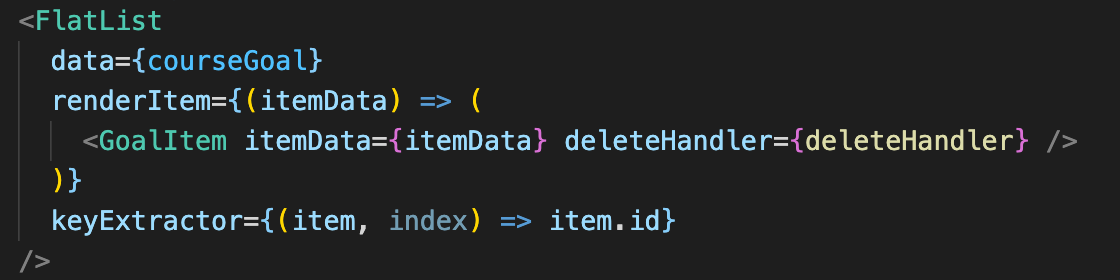 <FlatList
data={courseGoal}
renderItem={(itemData) => (
<GoalItem itemData={itemData} deleteHandler={deleteHandler} />
)}
keyExtractor={(item, index) => item.id}
/>